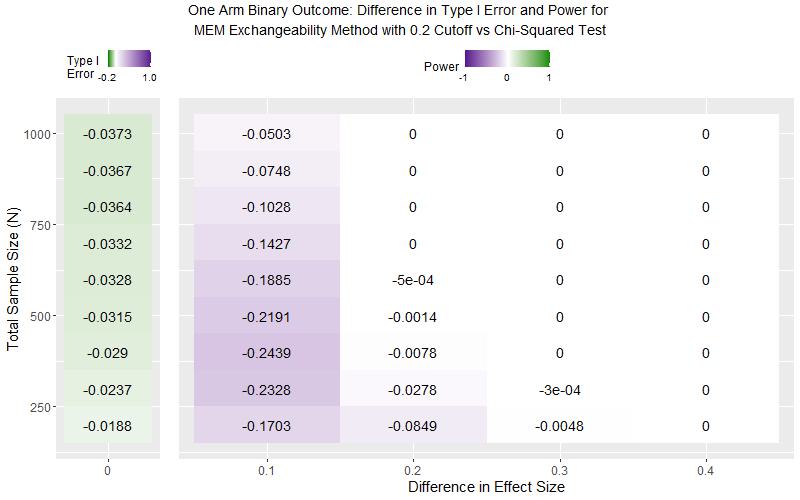 One Arm Binary Outcome: Difference in Type I Error and Power for
MEM Exchangeability Method with 0.2 Cutoff vs Chi-Squared Test
Type I
Error
-0.2 1.0
Power
-1 0 1
Total Sample Size (N)
1000 -0.0373 -0.0503 0 0 0
-0.0367 -0.0748 0 0 0
-0.0364 -0.1028 0 0 0
750
-0.0332 -0.1427 0 0 0
-0.0328 -0.1885 -5e-04 0 0
500 -0.0315 -0.2191 -0.0014 0 0
-0.029 -0.2439 -0.0078 0 0
-0.0237 -0.2328 -0.0278 -3e-04 0
250
-0.0188 -0.1703 -0.0849 -0.0048 0
0 0.1 0.2 0.3 0.4
Difference in Effect Size